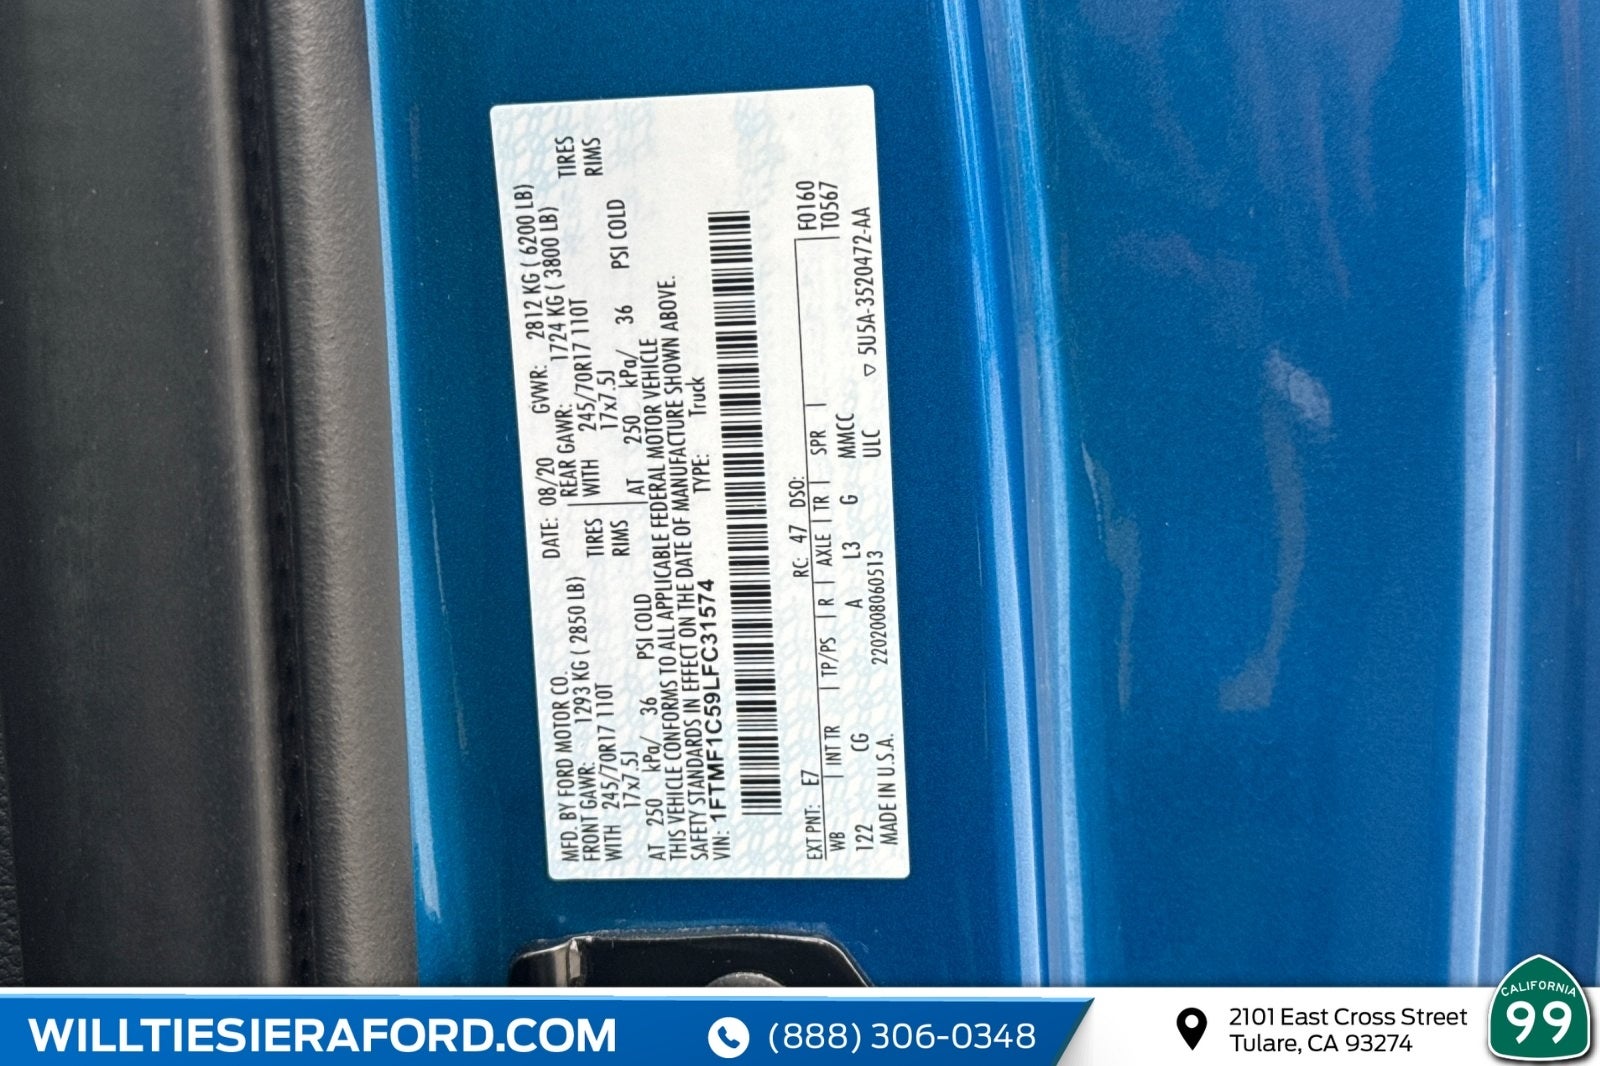 MFD. BY FORD MOTOR CO.
DATE: 08/20 GVWR: 2812 KG ( 6200 LB)
FRONT GAWR: 1293 KG ( 2850 LB) REAR GAWR: 1724 KG ( 3800 LB)
WITH 245/70R17 110T TIRES WITH 245/70R17 110T TIRES
17x7.5J RIMS 17x7.5J RIMS
AT 250 kPa/ 36 PSI COLD AT 250 kPa/ 36 PSI COLD
THIS VEHICLE CONFORMS TO ALL APPLICABLE FEDERAL MOTOR VEHICLE
SAFETY STANDARDS IN EFFECT ON THE DATE OF MANUFACTURE SHOWN ABOVE.
VIN: 1FTMF1C59LFC31574 TYPE: Truck
F0160
T0567
EXT PNT: E7 RC: 47 DSO:
WB INT TR TP/PS R AXLE TR SPR
122 CG A L3 G MMCC
MADE IN U.S.A. 2202008060513 ULC
▽ 5U5A-3520472-AA
WILLTIESIERAFORD.COM
(888) 306-0348
2101 East Cross Street
Tulare, CA 93274
CALIFORNIA
99